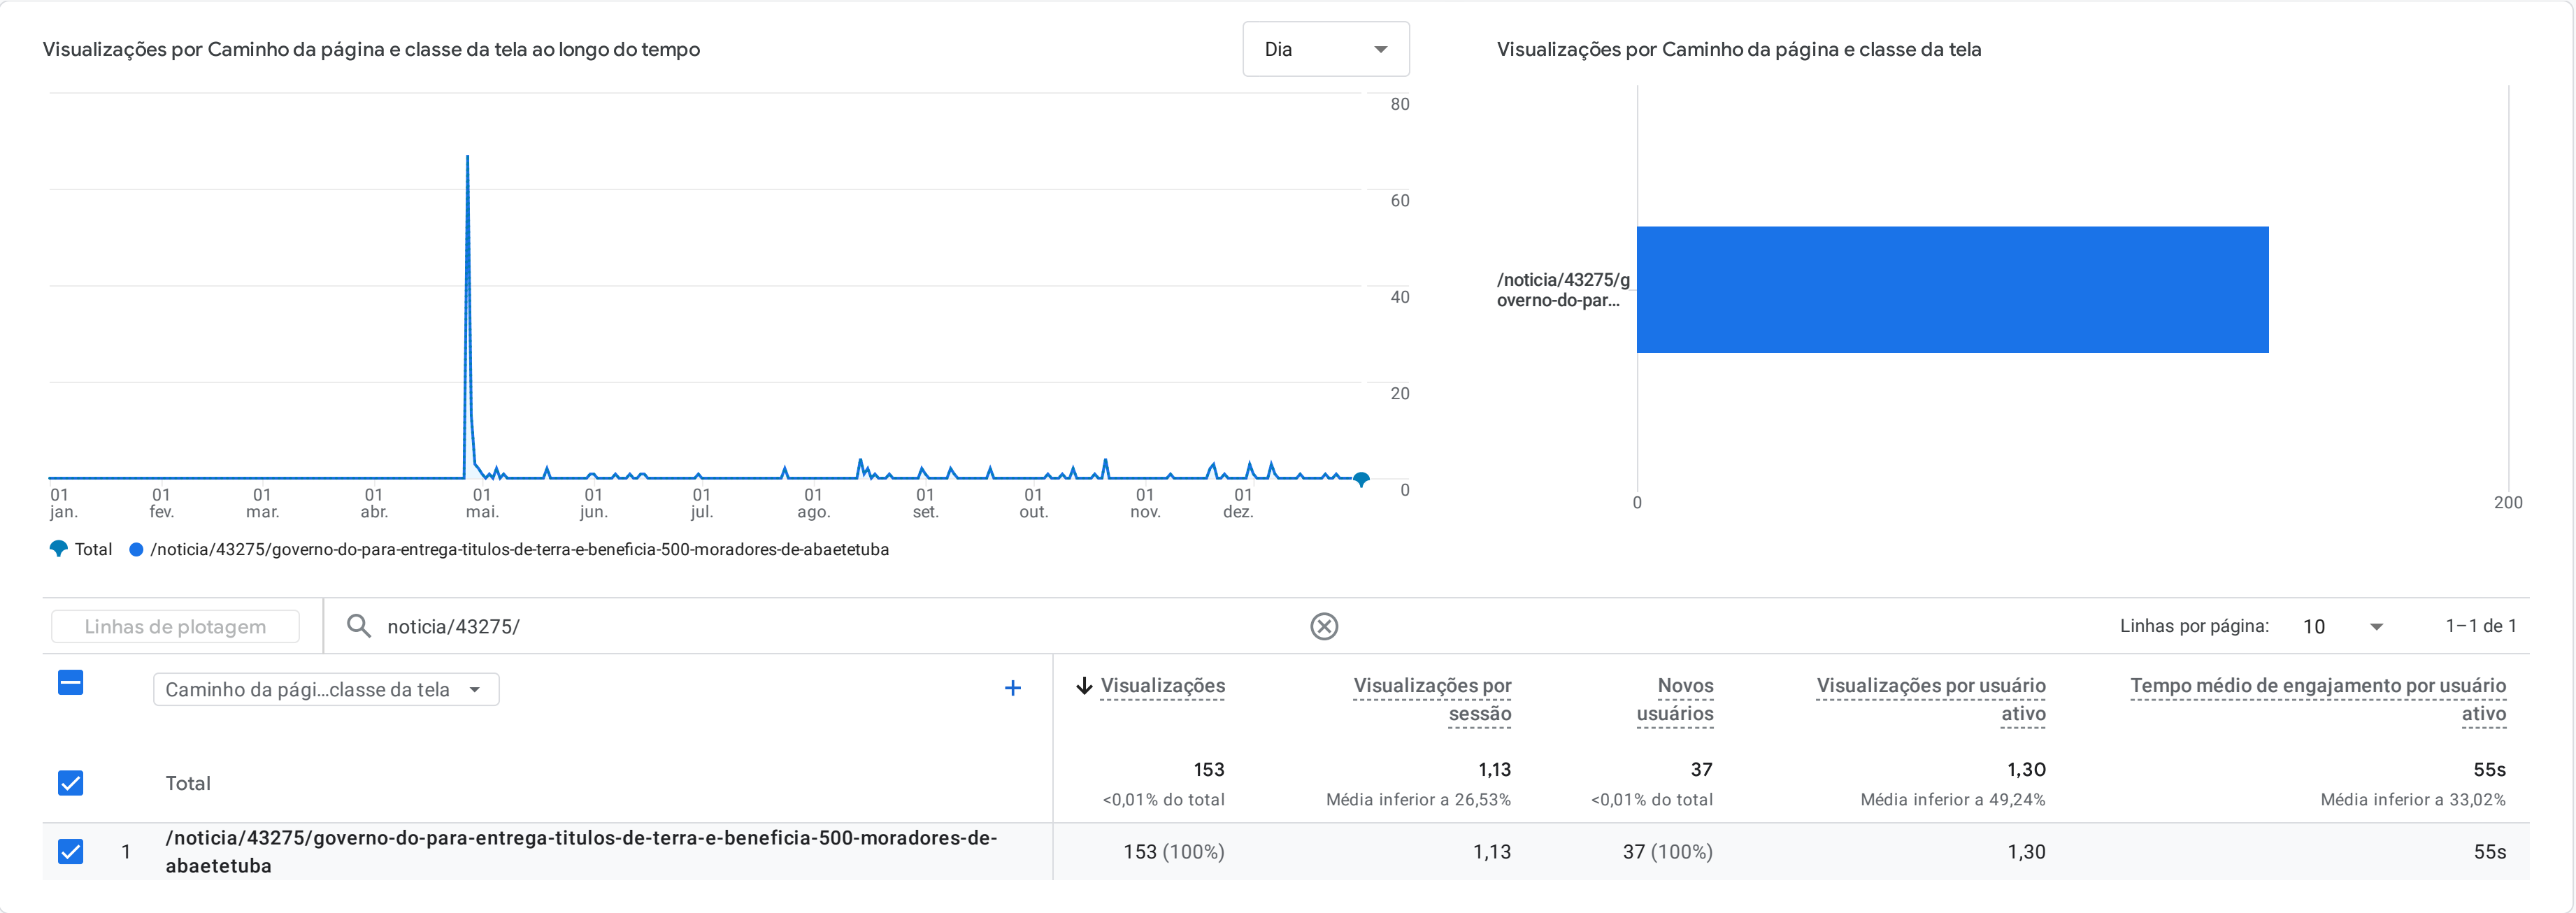 Visualizações por Caminho da página e classe da tela ao longo do tempo
Dia
80
60
40
20
0
01 jan.
01 fev.
01 mar.
01 abr.
01 mai.
01 jun.
01 jul.
01 ago.
01 set.
01 out.
01 nov.
01 dez.
Total
/noticia/43275/governo-do-para-entrega-titulos-de-terra-e-beneficia-500-moradores-de-abaetetuba
Visualizações por Caminho da página e classe da tela
/noticia/43275/g
overno-do-par...
0
200
Linhas de plotagem
noticia/43275/
Linhas por página:
10
1–1 de 1
Caminho da pági...classe da tela
Visualizações
Visualizações por
sessão
Novos
usuários
Visualizações por usuário
ativo
Tempo médio de engajamento por usuário
ativo
Total
153
<0,01% do total
1,13
Média inferior a 26,53%
37
<0,01% do total
1,30
Média inferior a 49,24%
55s
Média inferior a 33,02%
1
/noticia/43275/governo-do-para-entrega-titulos-de-terra-e-beneficia-500-moradores-de-
abaetetuba
153 (100%)
1,13
37 (100%)
1,30
55s